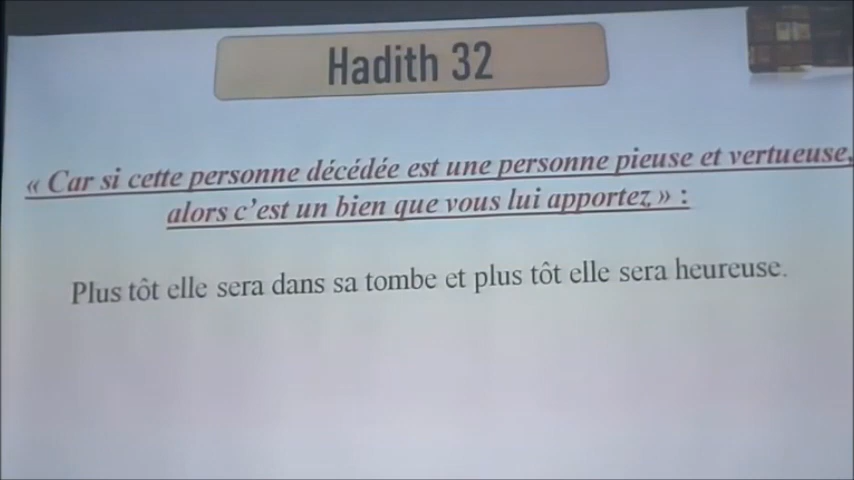 Hadith 32
« Car si cette personne décédée est une personne pieuse et vertueuse,
alors c’est un bien que vous lui apportez » :
Plus tôt elle sera dans sa tombe et plus tôt elle sera heureuse.